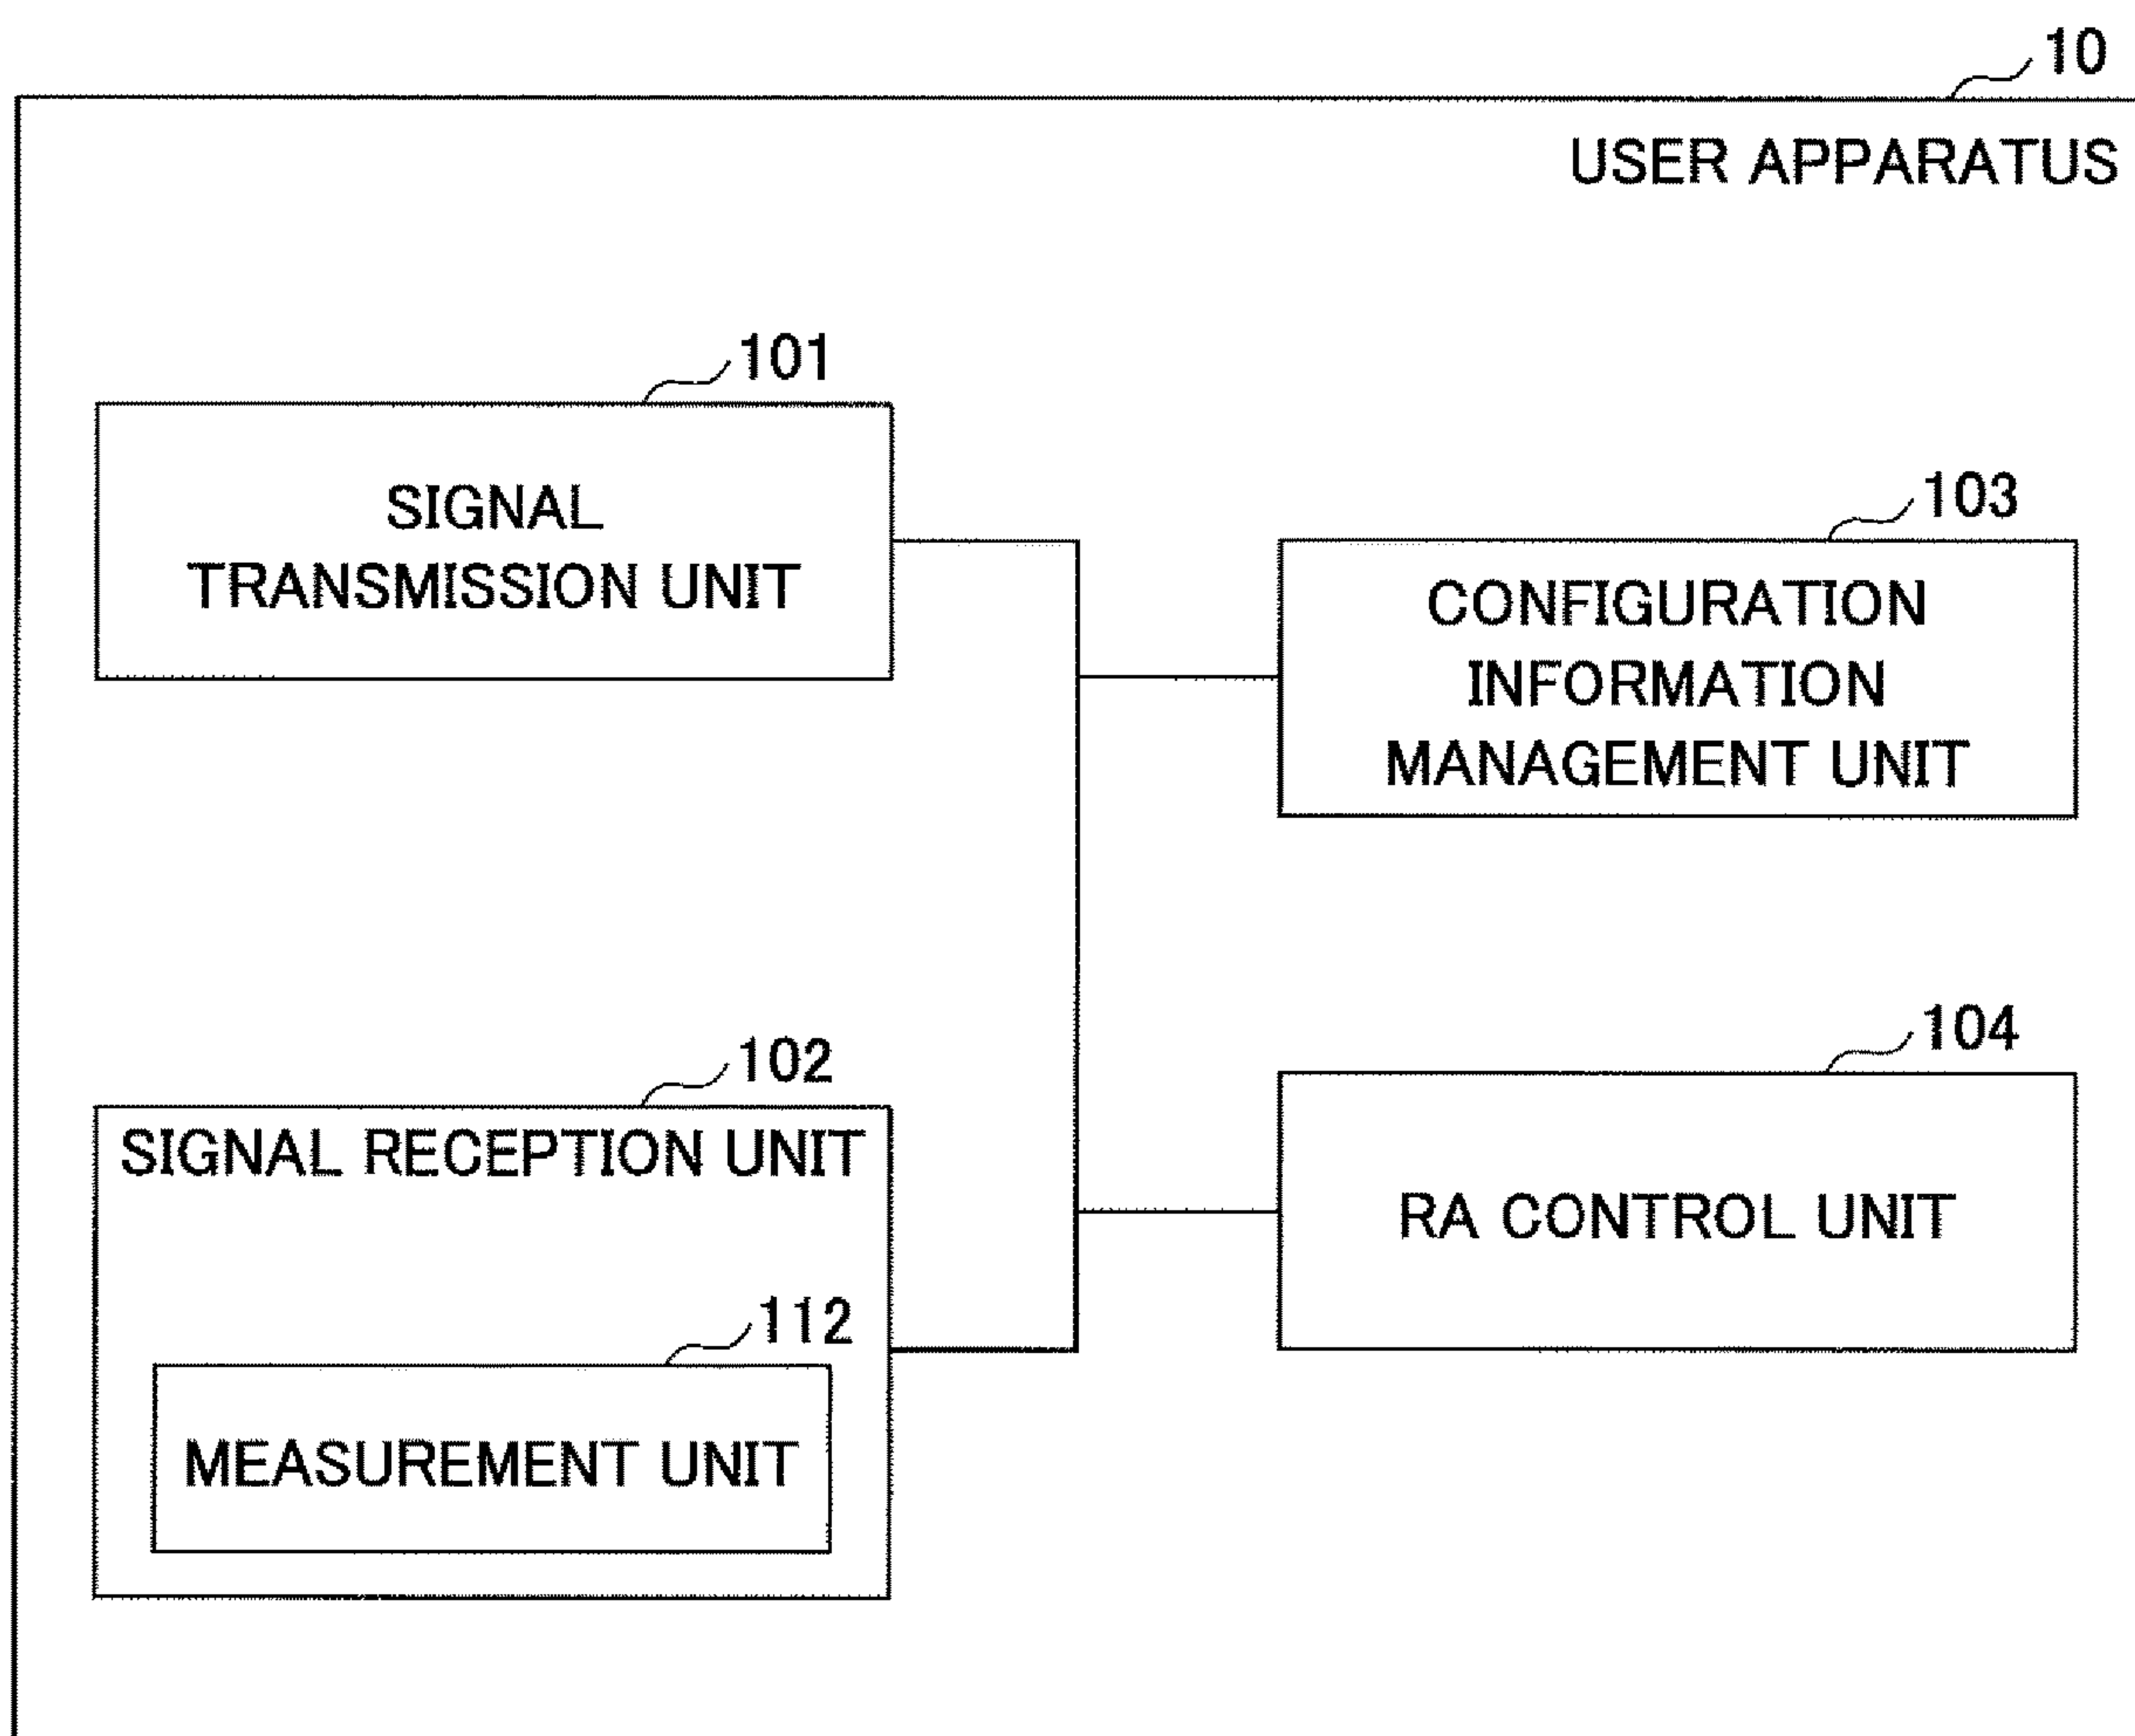 10
USER APPARATUS
101
SIGNAL
TRANSMISSION UNIT
103
CONFIGURATION
INFORMATION
MANAGEMENT UNIT
102
SIGNAL RECEPTION UNIT
112
MEASUREMENT UNIT
104
RA CONTROL UNIT